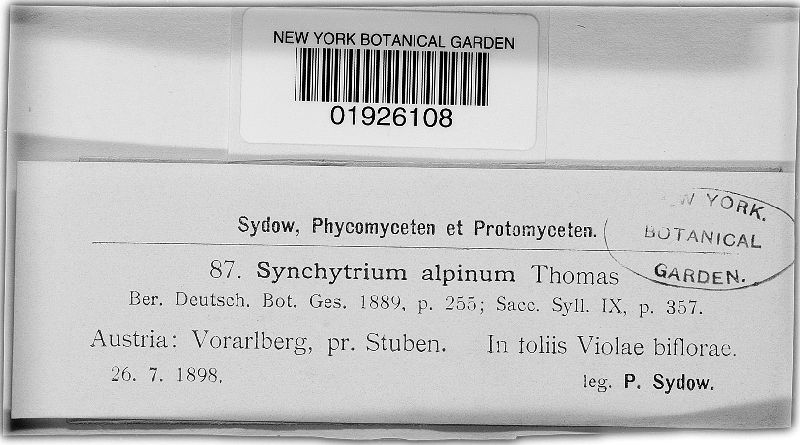 NEW YORK BOTANICAL GARDEN
01926108
Sydow, Phycomyceten et Protomyceten.
NEW YORK.
BOTANICAL
GARDEN.
87. Synchytrium alpinum Thomas
Ber. Deutsch. Bot. Ges. 1889, p. 255; Sacc. Syll. IX, p. 357.
Austria: Vorarlberg, pr. Stuben. In foliis Violae biflorae.
26. 7. 1898.
leg. P. Sydow.